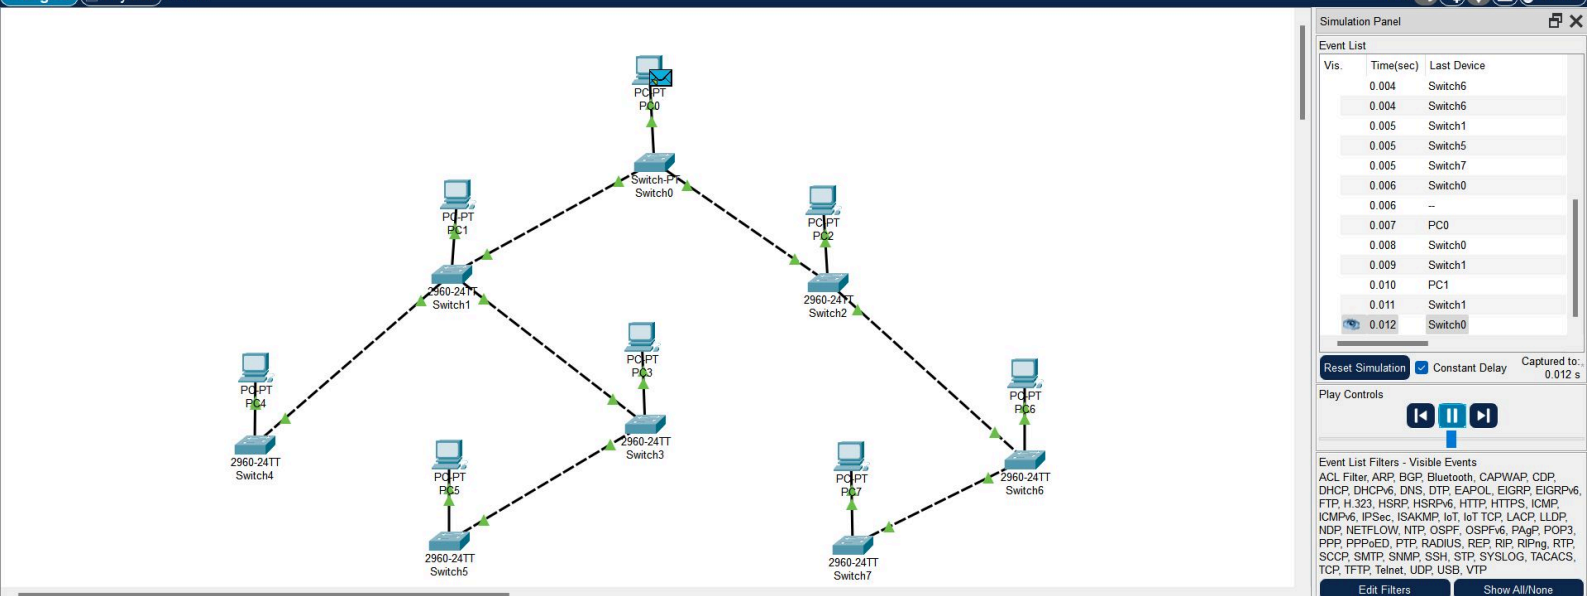 Simulation Panel
Event List
Vis. Time(sec) Last Device
0.004 Switch6
0.004 Switch6
0.005 Switch1
0.005 Switch5
0.005 Switch7
0.006 Switch0
0.006 --
0.007 PC0
0.008 Switch0
0.009 Switch1
0.010 PC1
0.011 Switch1
0.012 Switch0
Reset Simulation Constant Delay Captured to:
0.012 s
Play Controls
Event List Filters - Visible Events
ACL Filter, ARP, BGP, Bluetooth, CAPWAP, CDP,
DHCP, DHCPv6, DNS, DTP, EAPOL, EIGRP, EIGRPv6,
FTP, H.323, HSRP, HSRPv6, HTTP, HTTPS, ICMP,
ICMPv6, IPSec, ISAKMP, IoT, IoT TCP, LACP, LLDP,
NDP, NETFLOW, NTP, OSPF, OSPFv6, PAgP, POP3,
PPP, PPPoED, PTP, RADIUS, REP, RIP, RIPng, RTP,
SCCP, SMTP, SNMP, SSH, STP, SYSLOG, TACACS,
TCP, TFTP, Telnet, UDP, USB, VTP
Edit Filters Show All/None
PC-PT
PC0
Switch-PT
Switch0
PC-PT
PC1
2960-24TT
Switch1
PC-PT
PC2
2960-24TT
Switch2
PC-PT
PC3
2960-24TT
Switch3
PC-PT
PC4
2960-24TT
Switch4
PC-PT
PC5
2960-24TT
Switch5
PC-PT
PC6
2960-24TT
Switch6
PC-PT
PC7
2960-24TT
Switch7